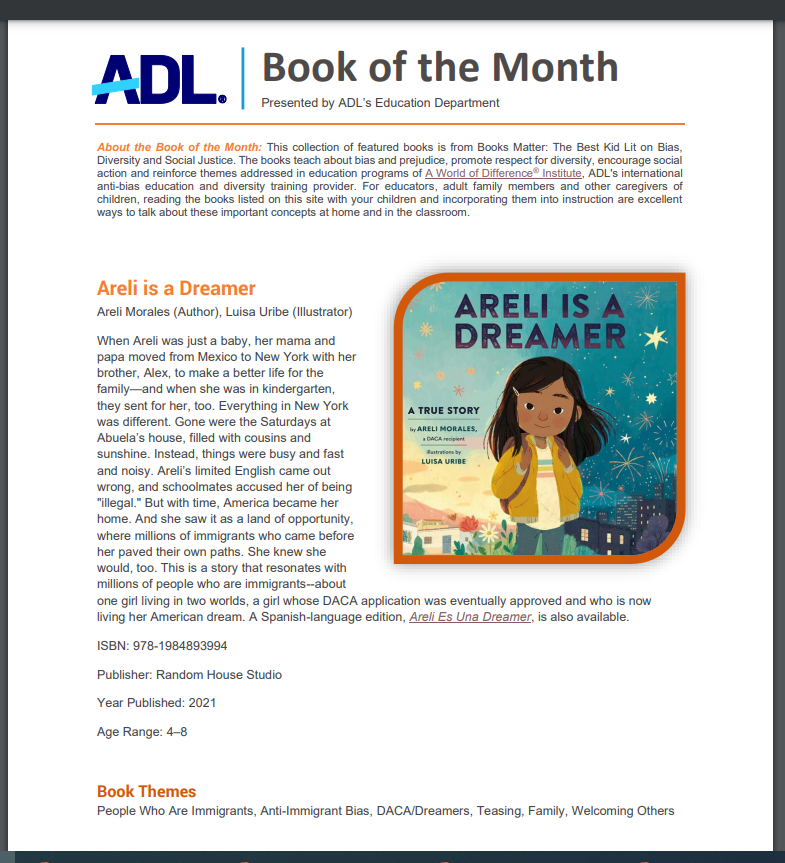 ADL®
Book of the Month
Presented by ADL's Education Department
About the Book of the Month: This collection of featured books is from Books Matter: The Best Kid Lit on Bias,
Diversity and Social Justice. The books teach about bias and prejudice, promote respect for diversity, encourage social
action and reinforce themes addressed in education programs of A World of Difference® Institute, ADL's international
anti-bias education and diversity training provider. For educators, adult family members and other caregivers of
children, reading the books listed on this site with your children and incorporating them into instruction are excellent
ways to talk about these important concepts at home and in the classroom.
Areli is a Dreamer
Areli Morales (Author), Luisa Uribe (Illustrator)
When Areli was just a baby, her mama and
papa moved from Mexico to New York with her
brother, Alex, to make a better life for the
family—and when she was in kindergarten,
they sent for her, too. Everything in New York
was different. Gone were the Saturdays at
Abuela's house, filled with cousins and
sunshine. Instead, things were busy and fast
and noisy. Areli's limited English came out
wrong, and schoolmates accused her of being
"illegal." But with time, America became her
home. And she saw it as a land of opportunity,
where millions of immigrants who came before
her paved their own paths. She knew she
would, too. This is a story that resonates with
millions of people who are immigrants--about
one girl living in two worlds, a girl whose DACA application was eventually approved and who is now
living her American dream. A Spanish-language edition, Areli Es Una Dreamer, is also available.
ARELI IS A
DREAMER
A TRUE STORY
by ARELI MORALES,
a DACA recipient
illustrations by
LUISA URIBE
ISBN: 978-1984893994
Publisher: Random House Studio
Year Published: 2021
Age Range: 4–8
Book Themes
People Who Are Immigrants, Anti-Immigrant Bias, DACA/Dreamers, Teasing, Family, Welcoming Others